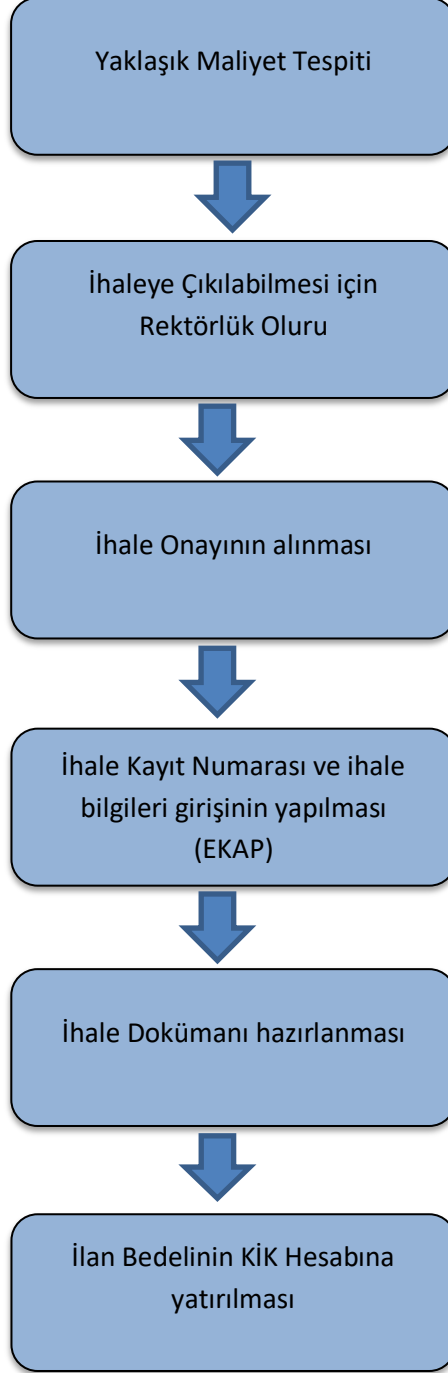 Yaklaşık Maliyet Tespiti
İhaleye Çıkılabilmesi için
Rektörlük Oluru
İhale Onayının alınması
İhale Kayıt Numarası ve ihale
bilgileri girişinin yapılması
(EKAP)
İhale Dokümanı hazırlanması
İlan Bedelinin KİK Hesabına
yatırılması